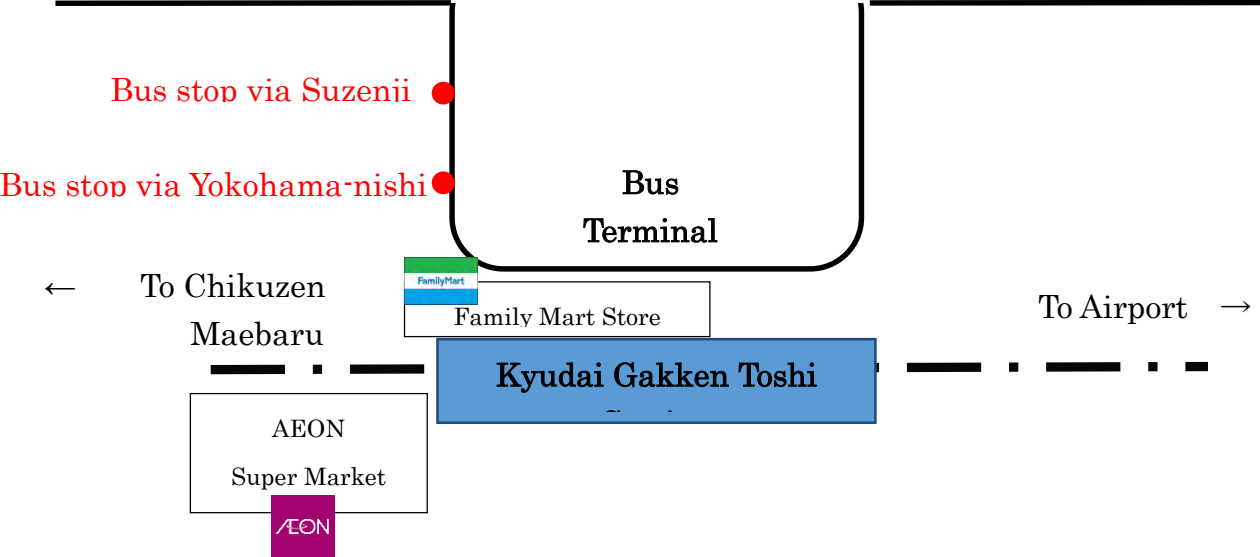 Bus stop via Suzenji
Bus stop via Yokohama-nishi
Bus
Terminal
← To Chikuzen
Maebaru
FamilyMart
Family Mart Store
To Airport →
Kyudai Gakken Toshi
AEON
Super Market
ÆON